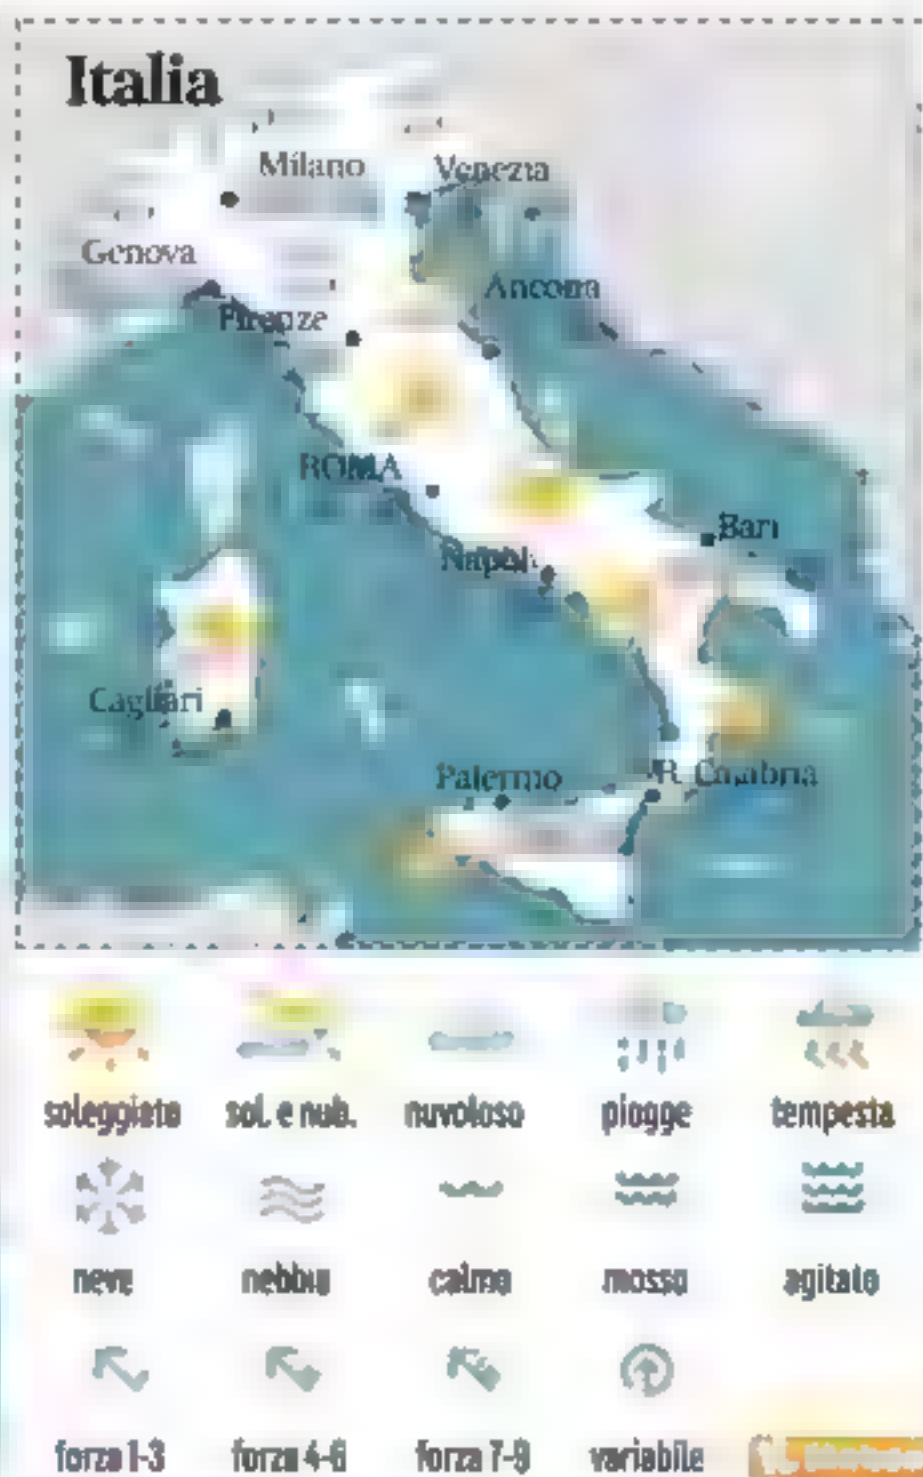 Italia
Milano Venezia
Genova
Ancona
Firenze
ROMA
Bari
Napoli
Cagliari
Palermo
soleggiato sol. e nub. nuvoloso piogge tempesta
neve nebbia calmo mosso agitato
forza 1-3 forza 4-6 forza 7-9 variabile